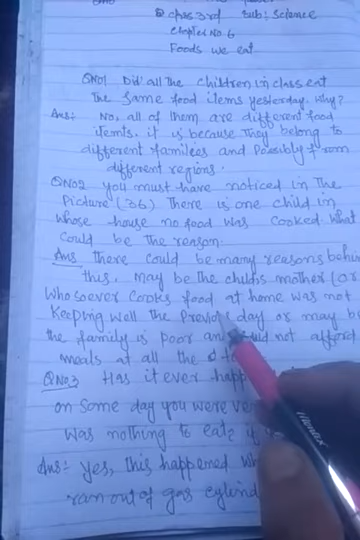 class 3rd Sub: Science
Chapter No. 6
Foods we eat
QNo1 Did all the children in class eat
the same food items yesterday. Why?
Ans: No, all of them are different food
items. it is because they belong to
different families and possibly from
different regions.
QNo2 you must have noticed in the
Picture (36) There is one child in
whose house no food was cooked. What
could be the reason.
Ans there could be many reasons behin
this. May be the child's mother (or
whosoever cooks food at home was not
keeping well the previous day or may be
the family is poor and could not afford
meals at all the
QNo3 Has it ever happ
on some day you were ve
was nothing to eat? if
Ans: yes, this happened wh
ran out of gas cylind